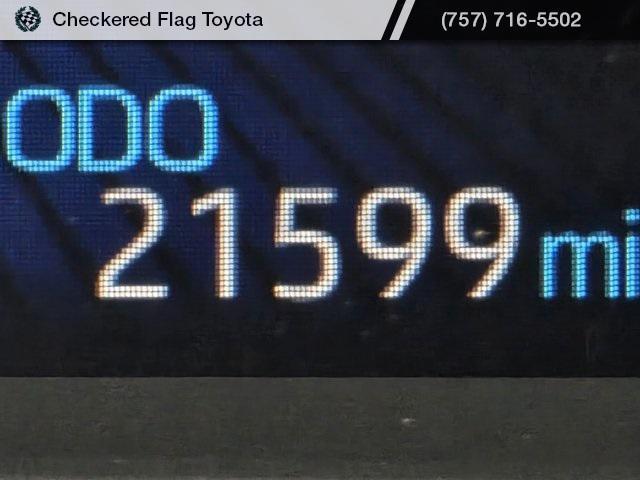 Checkered Flag Toyota
(757) 716-5502
ODO
21599 mi